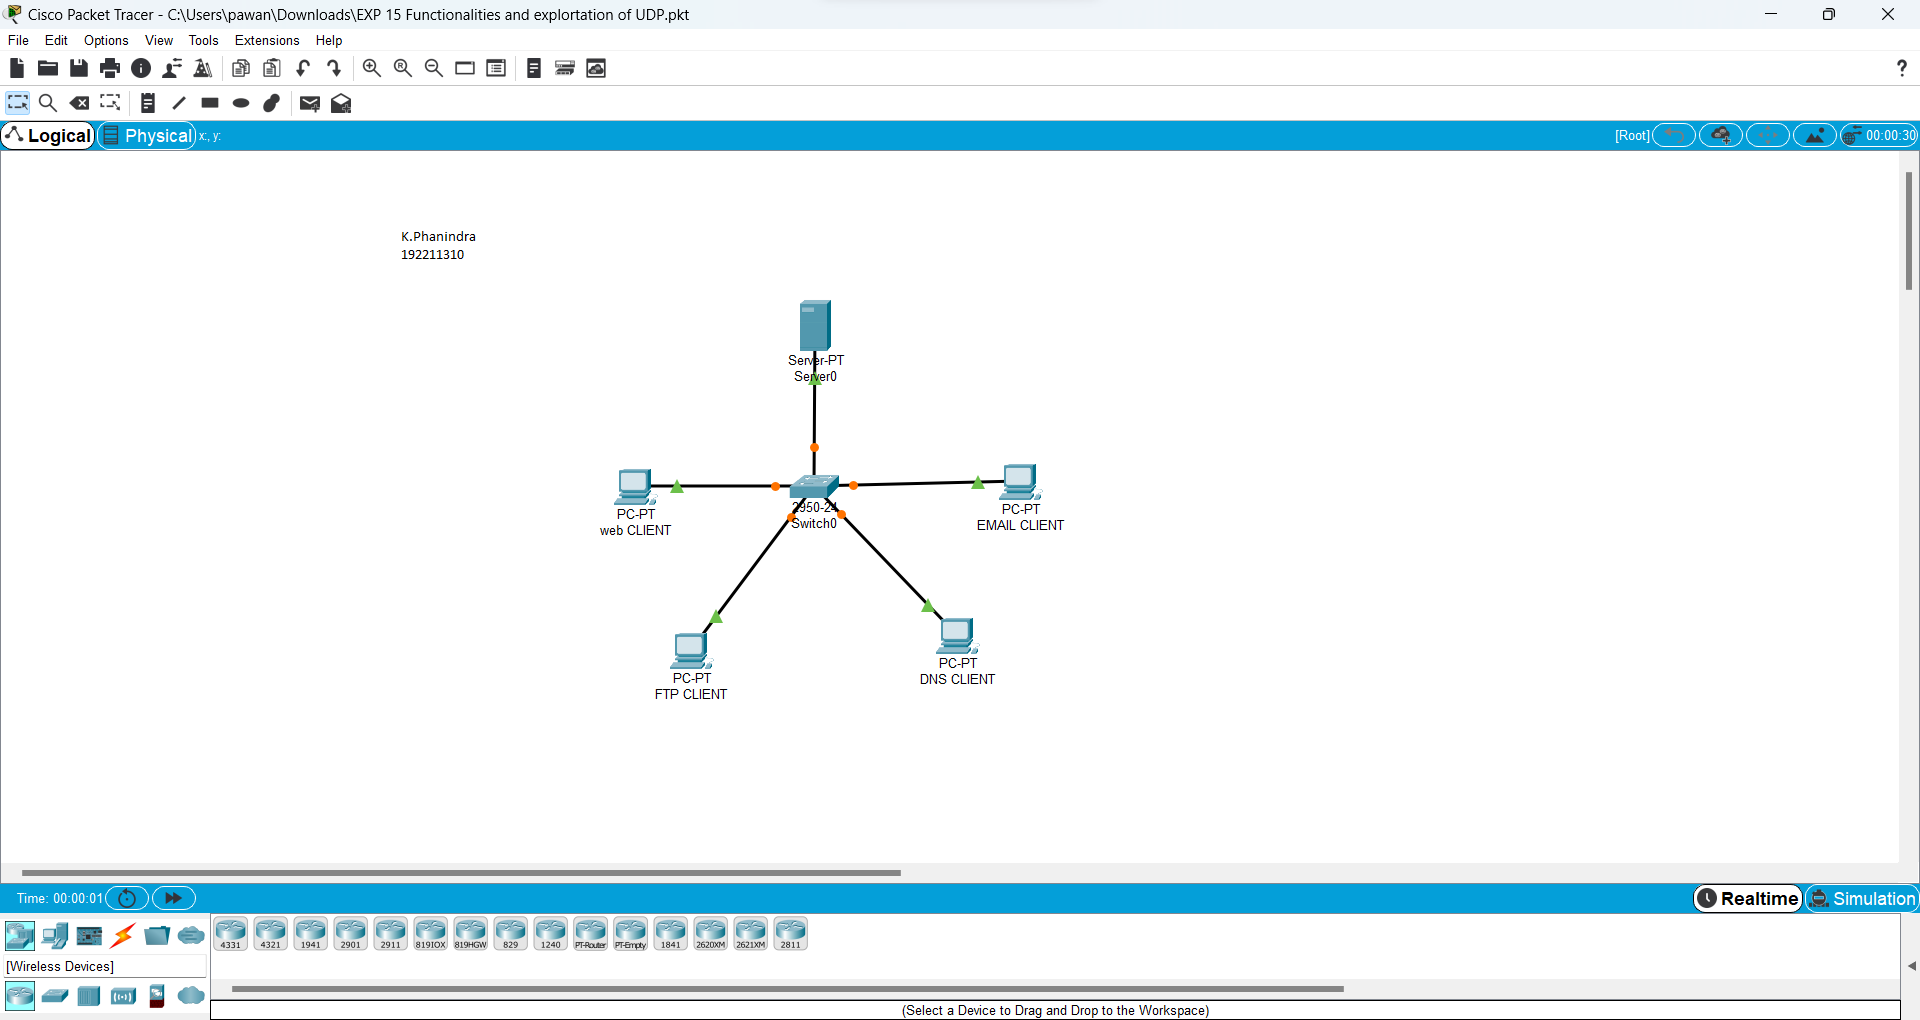 Cisco Packet Tracer - C:\Users\pawan\Downloads\EXP 15 Functionalities and explortation of UDP.pkt
File Edit Options View Tools Extensions Help
?
Logical Physical x:, y: [Root] 00:00:30
K.Phanindra
192211310
Server-PT
Server0
PC-PT
web CLIENT
2950-24
Switch0
PC-PT
EMAIL CLIENT
PC-PT
FTP CLIENT
PC-PT
DNS CLIENT
Time: 00:00:01 Realtime Simulation
4331 4321 1941 2901 2911 819IOX 819HGW 829 1240 PT-Router PT-Empty 1841 2620XM 2621XM 2811
[Wireless Devices]
(Select a Device to Drag and Drop to the Workspace)